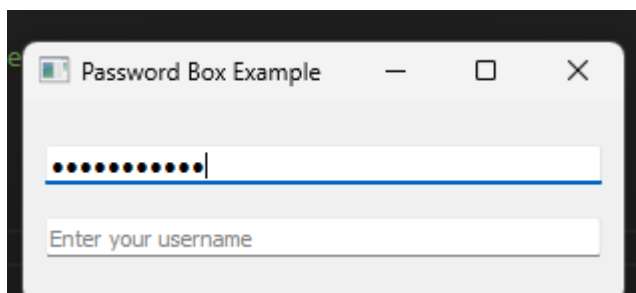 e
Password Box Example
●●●●●●●●●●●
Enter your username